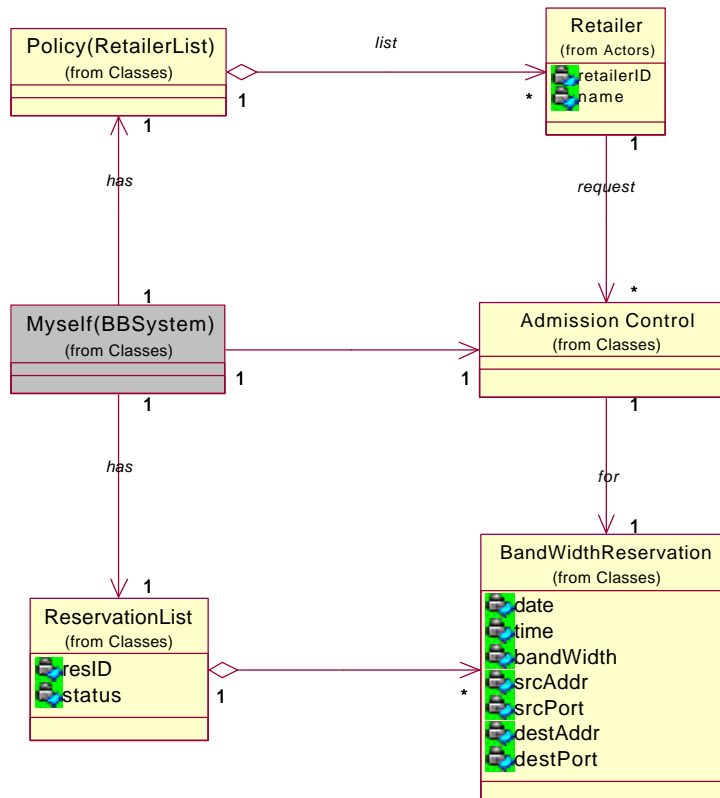 Policy(RetailerList)
(from Classes)
1
1
list
*
Retailer
(from Actors)
retailerID
name
1
has
request
1
*
Myself(BBSystem)
(from Classes)
1
1
1
Admission Control
(from Classes)
1
has
for
1
1
ReservationList
(from Classes)
resID
status
1
*
BandWidthReservation
(from Classes)
date
time
bandWidth
srcAddr
srcPort
destAddr
destPort